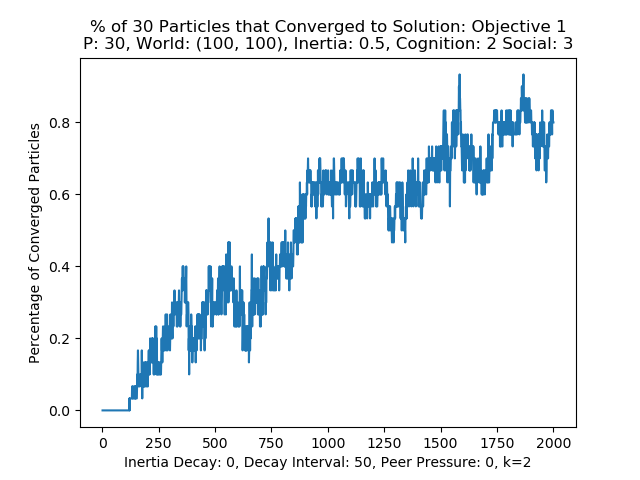 % of 30 Particles that Converged to Solution: Objective 1
P: 30, World: (100, 100), Inertia: 0.5, Cognition: 2 Social: 3
Percentage of Converged Particles
0.8
0.6
0.4
0.2
0.0
0 250 500 750 1000 1250 1500 1750 2000
Inertia Decay: 0, Decay Interval: 50, Peer Pressure: 0, k=2